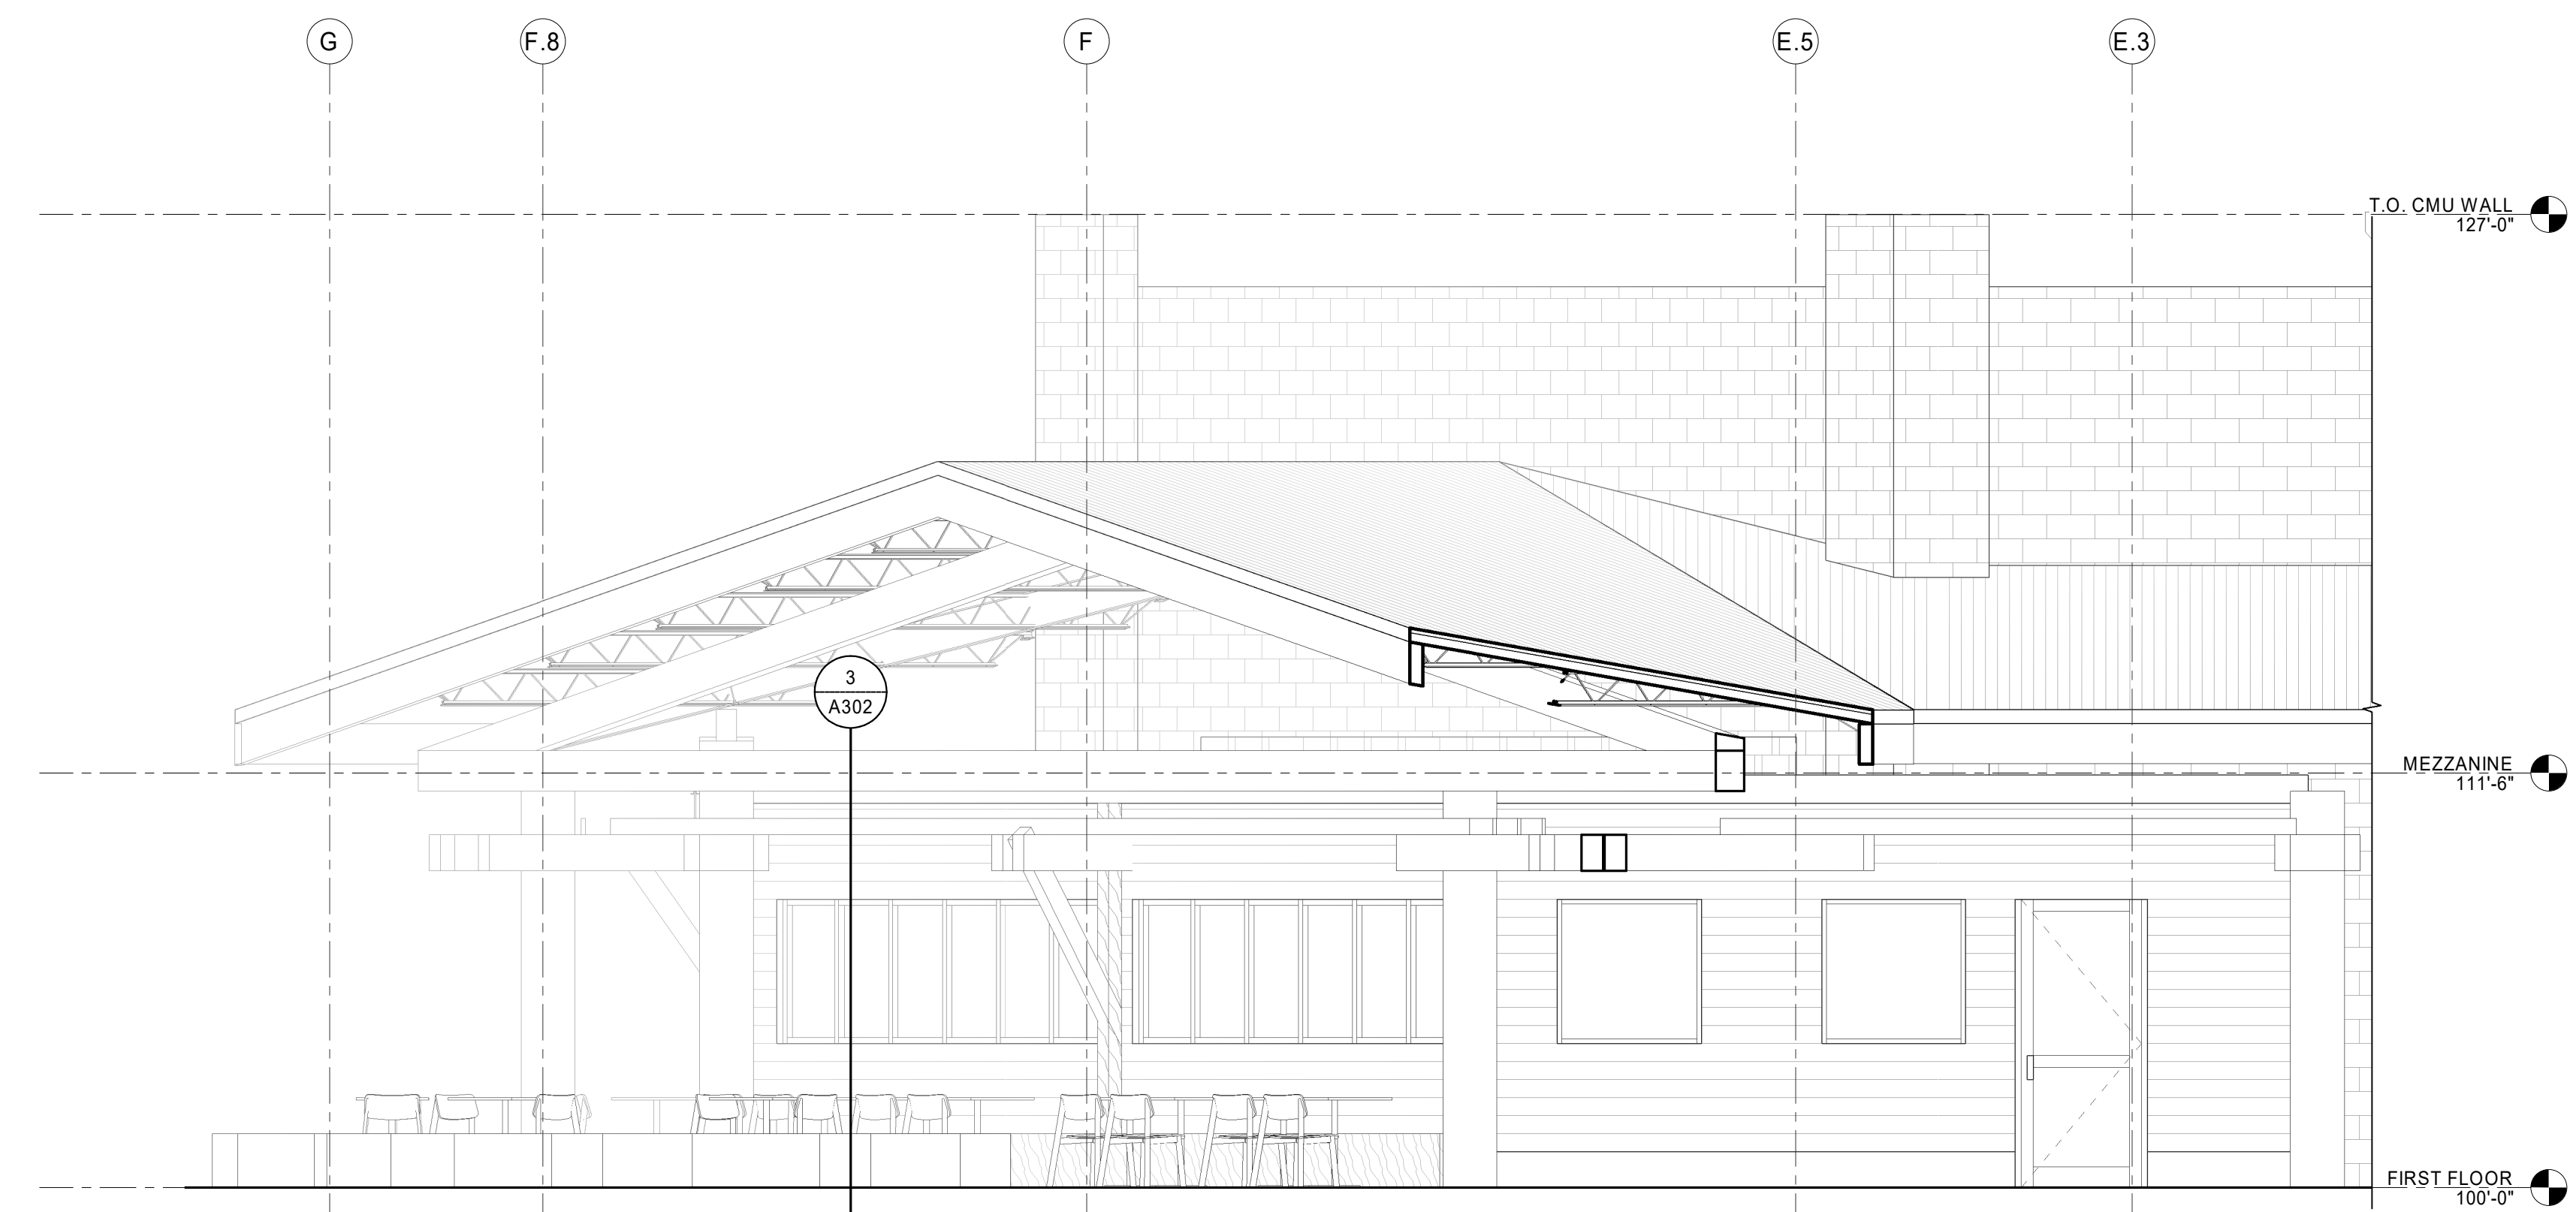 G
F.8
F
E.5
E.3
T.O. CMU WALL
127'-0"
3
A302
MEZZANINE
111'-6"
FIRST FLOOR
100'-0"